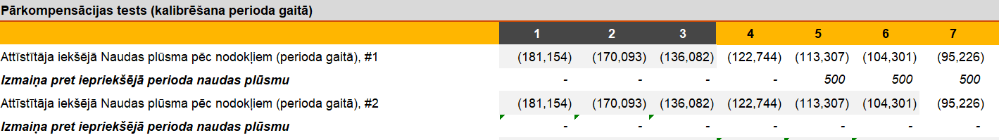 Pārkompensācijas tests (kalibrēšana perioda gaitā)
1 2 3 4 5 6 7
Attīstītāja iekšējā Naudas plūsma pēc nodokļiem (perioda gaitā), #1 (181,154) (170,093) (136,082) (122,744) (113,307) (104,301) (95,226)
Izmaiņa pret iepriekšējā perioda naudas plūsmu - - - - 500 500 500
Attīstītāja iekšējā Naudas plūsma pēc nodokļiem (perioda gaitā), #2 (181,154) (170,093) (136,082) (122,744) (113,307) (104,301) (95,226)
Izmaiņa pret iepriekšējā perioda naudas plūsmu - - - - - - -